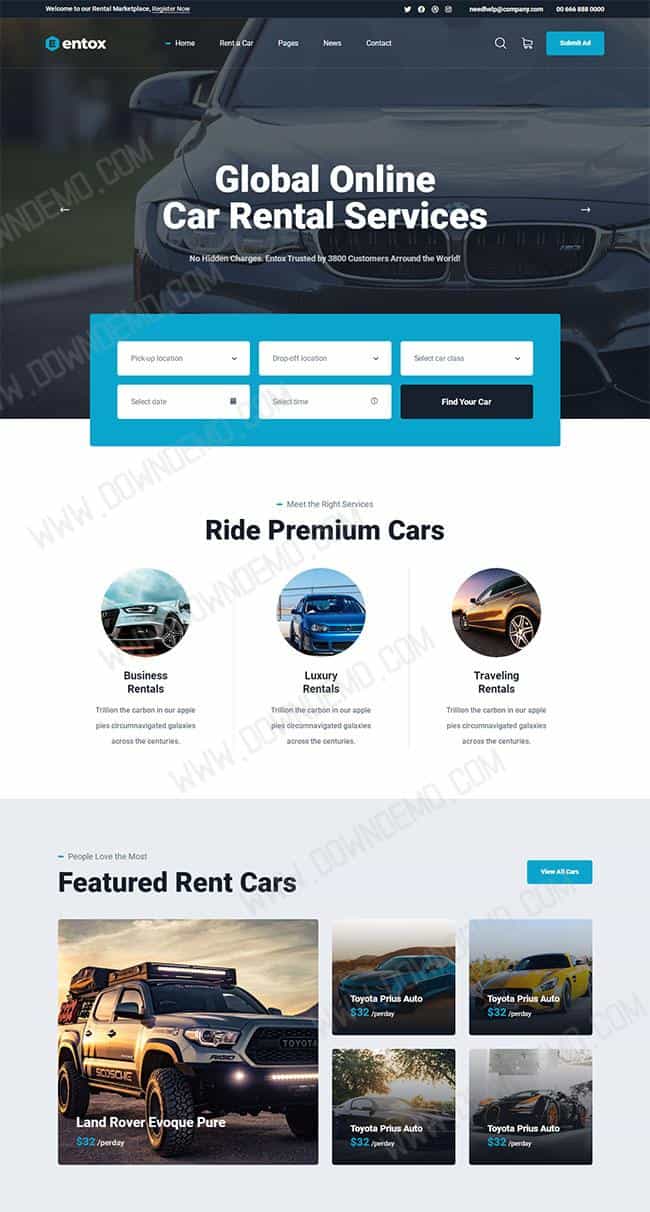 Welcome to our Rental Marketplace, Register Now
needhelp@company.com
00 666 888 0000
entox
Home
Rent a Car
Pages
News
Contact
Submit Ad
Global Online
Car Rental Services
No Hidden Charges. Entox Trusted by 3800 Customers Arround the World!
Pick-up location
Drop-off location
Select car class
Select date
Select time
Find Your Car
Meet the Right Services
Ride Premium Cars
Business
Rentals
Trillion the carbon in our apple
pies circumnavigated galaxies
across the centuries.
Luxury
Rentals
Trillion the carbon in our apple
pies circumnavigated galaxies
across the centuries.
Traveling
Rentals
Trillion the carbon in our apple
pies circumnavigated galaxies
across the centuries.
People Love the Most
Featured Rent Cars
View All Cars
TOYOTA
SCOSCHE
Land Rover Evoque Pure
$32 /perday
Toyota Prius Auto
$32 /perday
Toyota Prius Auto
$32 /perday
Toyota Prius Auto
$32 /perday
Toyota Prius Auto
$32 /perday
WWW.DOWNDEMO.COM